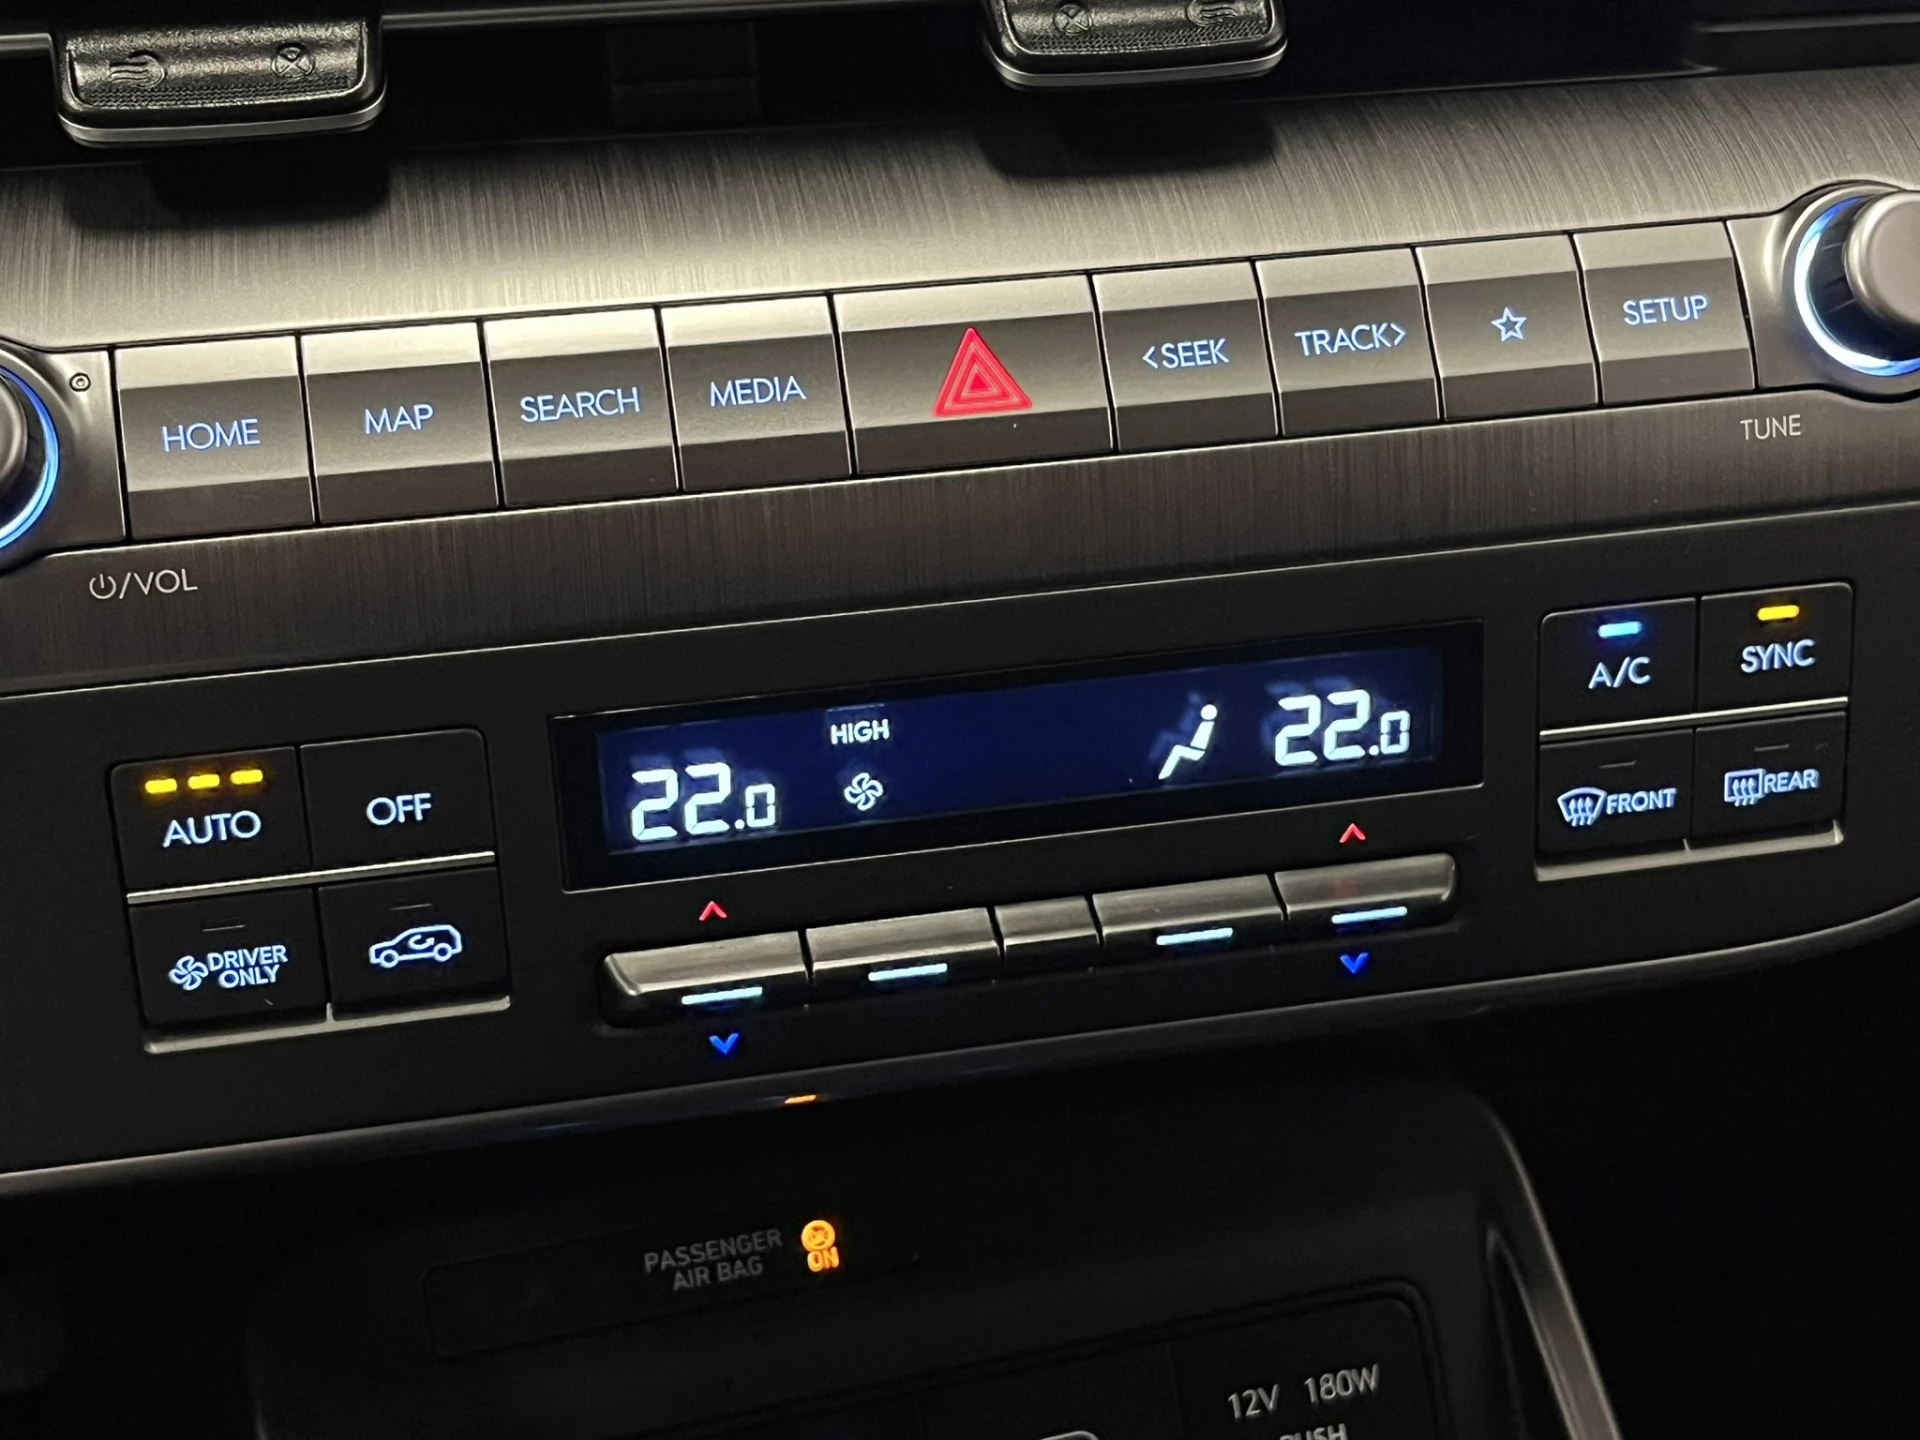 HOME
MAP
SEARCH
MEDIA
<SEEK
TRACK>
SETUP
TUNE
/VOL
A/C
SYNC
HIGH
22.0
22.0
AUTO
OFF
FRONT
REAR
DRIVER
ONLY
PASSENGER
AIR BAG
ON
12V 180W
PUSH